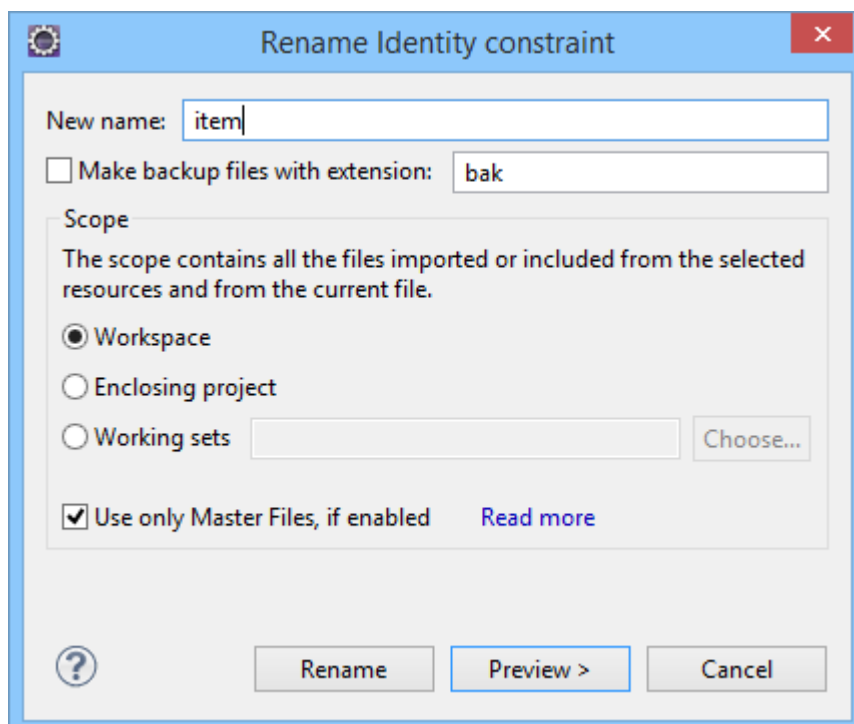 Rename Identity constraint
New name: item
Make backup files with extension: bak
Scope
The scope contains all the files imported or included from the selected
resources and from the current file.
Workspace
Enclosing project
Working sets Choose...
Use only Master Files, if enabled Read more
? Rename Preview > Cancel